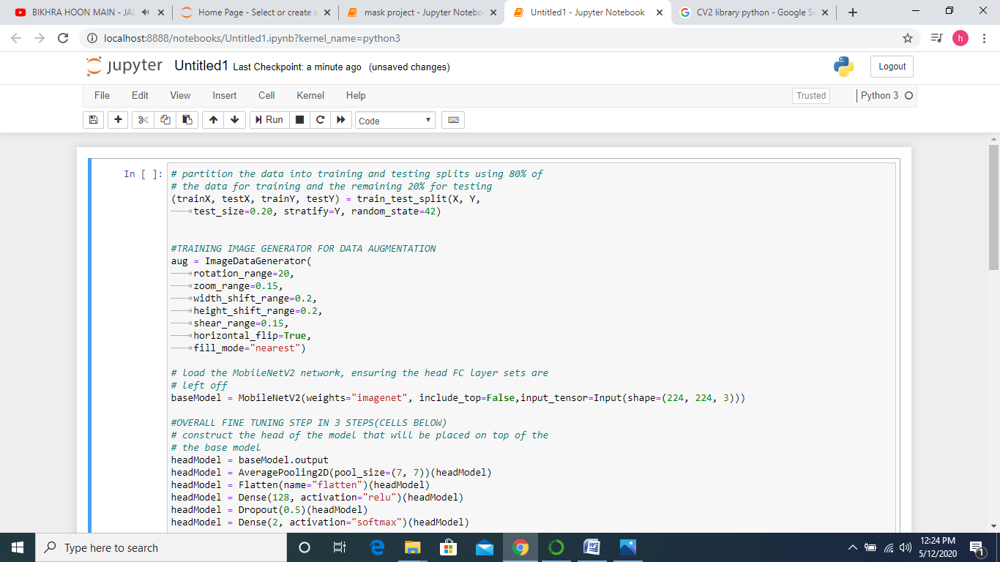 BIKHRA HOON MAIN - JAL
Home Page - Select or create a
mask project - Jupyter Notebo
Untitled1 - Jupyter Notebook
CV2 library python - Google Se
localhost:8888/notebooks/Untitled1.ipynb?kernel_name=python3
h
jupyter Untitled1 Last Checkpoint: a minute ago (unsaved changes)
Logout
File Edit View Insert Cell Kernel Help
Trusted Python 3
Run Code
In [ ]:
# partition the data into training and testing splits using 80% of
# the data for training and the remaining 20% for testing
(trainX, testX, trainY, testY) = train_test_split(X, Y,
test_size=0.20, stratify=Y, random_state=42)
#TRAINING IMAGE GENERATOR FOR DATA AUGMENTATION
aug = ImageDataGenerator(
rotation_range=20,
zoom_range=0.15,
width_shift_range=0.2,
height_shift_range=0.2,
shear_range=0.15,
horizontal_flip=True,
fill_mode="nearest")
# load the MobileNetV2 network, ensuring the head FC layer sets are
# left off
baseModel = MobileNetV2(weights="imagenet", include_top=False,input_tensor=Input(shape=(224, 224, 3)))
#OVERALL FINE TUNING STEP IN 3 STEPS(CELLS BELOW)
# construct the head of the model that will be placed on top of the
# the base model
headModel = baseModel.output
headModel = AveragePooling2D(pool_size=(7, 7))(headModel)
headModel = Flatten(name="flatten")(headModel)
headModel = Dense(128, activation="relu")(headModel)
headModel = Dropout(0.5)(headModel)
headModel = Dense(2, activation="softmax")(headModel)
Type here to search
12:24 PM
5/12/2020
1